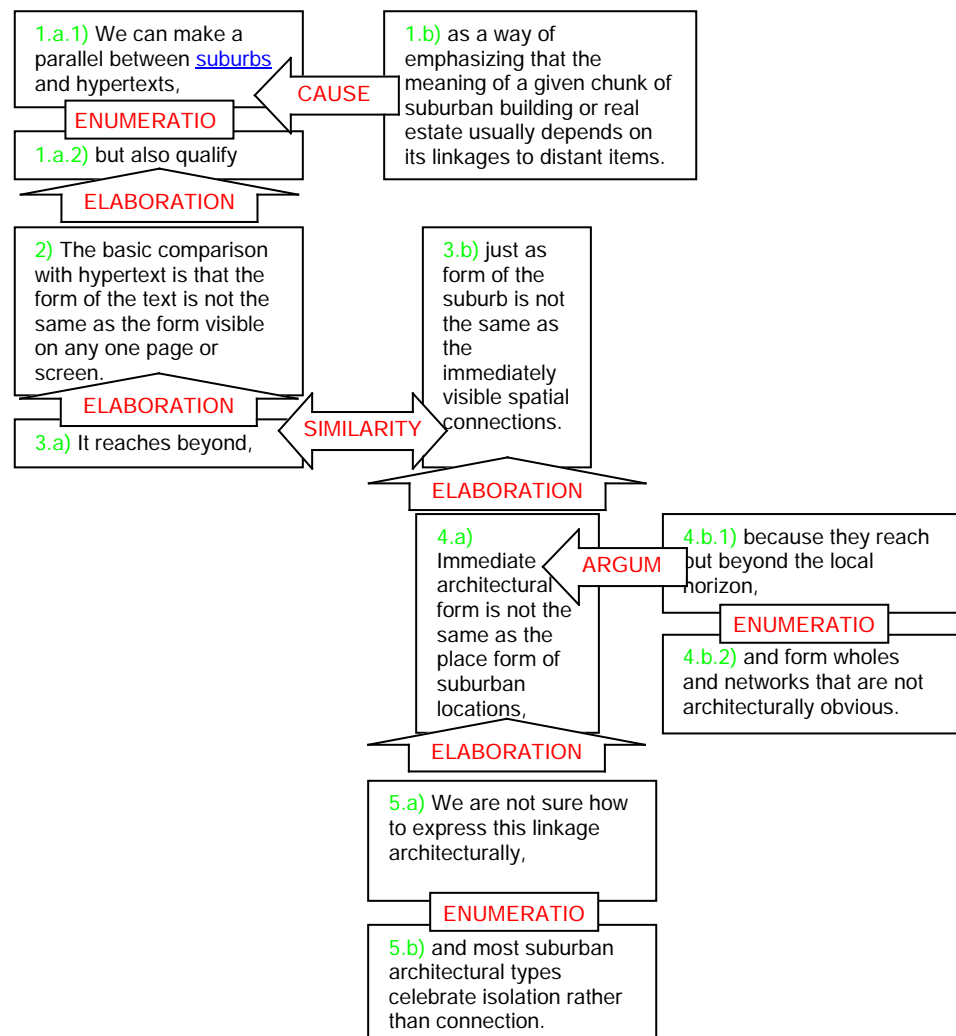 1.a.1) We can make a
parallel between suburbs
and hypertexts,
CAUSE
1.b) as a way of
emphasizing that the
meaning of a given chunk of
suburban building or real
estate usually depends on
its linkages to distant items.
ENUMERATIO
1.a.2) but also qualify
ELABORATION
2) The basic comparison
with hypertext is that the
form of the text is not the
same as the form visible
on any one page or
screen.
ELABORATION
3.a) It reaches beyond,
SIMILARITY
3.b) just as
form of the
suburb is not
the same as
the
immediately
visible spatial
connections.
ELABORATION
4.a)
Immediate
architectural
form is not the
same as the
place form of
suburban
locations,
ARGUM
4.b.1) because they reach
out beyond the local
horizon,
ENUMERATIO
4.b.2) and form wholes
and networks that are not
architecturally obvious.
ELABORATION
5.a) We are not sure how
to express this linkage
architecturally,
ENUMERATIO
5.b) and most suburban
architectural types
celebrate isolation rather
than connection.